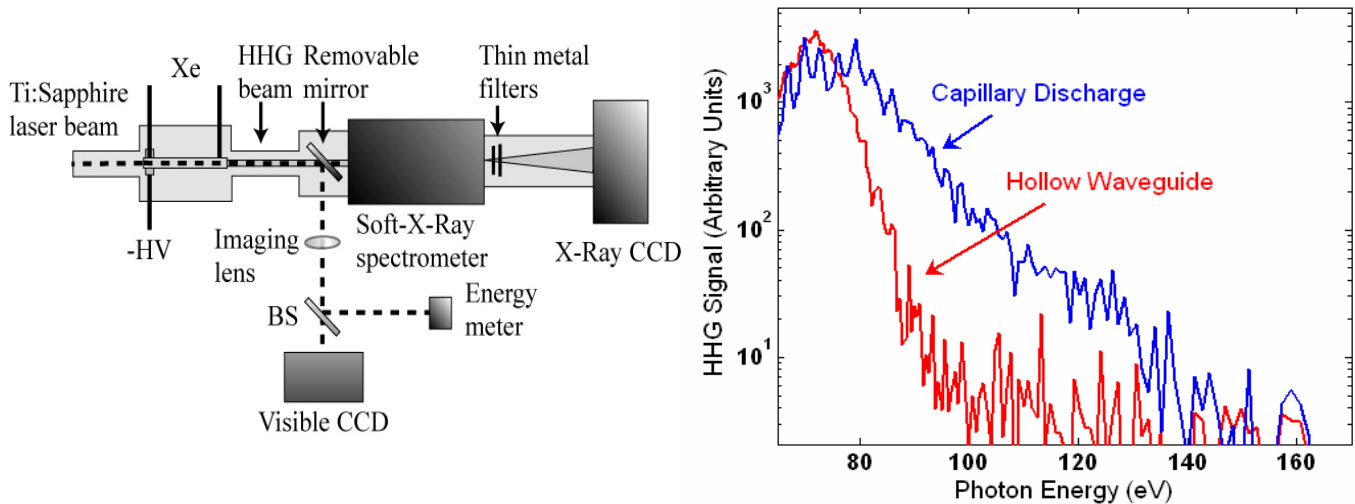 Ti:Sapphire
laser beam
Xe
HHG
beam
Removable
mirror
Thin metal
filters
-HV
Imaging
lens
Soft-X-Ray
spectrometer
X-Ray CCD
BS
Energy
meter
Visible CCD
HHG Signal (Arbitrary Units)
10³
10²
10¹
Capillary Discharge
Hollow Waveguide
80 100 120 140 160
Photon Energy (eV)